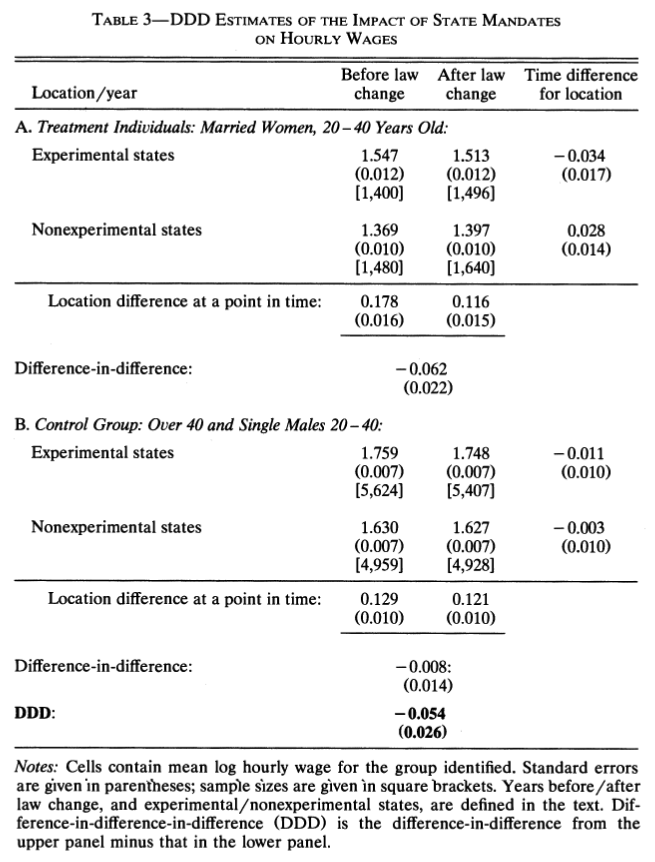 TABLE 3—DDD ESTIMATES OF THE IMPACT OF STATE MANDATES
ON HOURLY WAGES
Before law After law Time difference
Location/year change change for location
A. Treatment Individuals: Married Women, 20–40 Years Old:
Experimental states 1.547 1.513 −0.034
(0.012) (0.012) (0.017)
[1,400] [1,496]
Nonexperimental states 1.369 1.397 0.028
(0.010) (0.010) (0.014)
[1,480] [1,640]
Location difference at a point in time: 0.178 0.116
(0.016) (0.015)
Difference-in-difference: −0.062
(0.022)
B. Control Group: Over 40 and Single Males 20–40:
Experimental states 1.759 1.748 −0.011
(0.007) (0.007) (0.010)
[5,624] [5,407]
Nonexperimental states 1.630 1.627 −0.003
(0.007) (0.007) (0.010)
[4,959] [4,928]
Location difference at a point in time: 0.129 0.121
(0.010) (0.010)
Difference-in-difference: −0.008:
(0.014)
DDD: −0.054
(0.026)
Notes: Cells contain mean log hourly wage for the group identified. Standard errors
are given in parentheses; sample sizes are given in square brackets. Years before/after
law change, and experimental/nonexperimental states, are defined in the text. Dif-
ference-in-difference-in-difference (DDD) is the difference-in-difference from the
upper panel minus that in the lower panel.